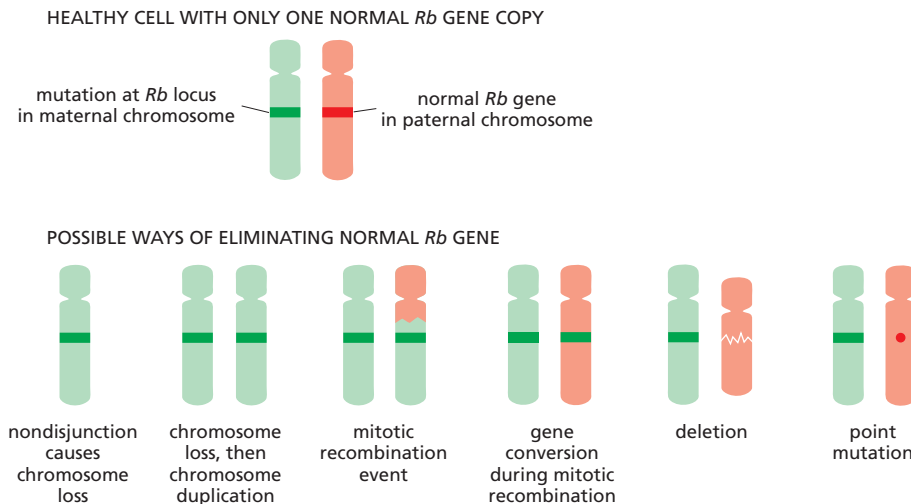 HEALTHY CELL WITH ONLY ONE NORMAL Rb GENE COPY
mutation at Rb locus
in maternal chromosome
normal Rb gene
in paternal chromosome
POSSIBLE WAYS OF ELIMINATING NORMAL Rb GENE
nondisjunction
causes
chromosome
loss
chromosome
loss, then
chromosome
duplication
mitotic
recombination
event
gene
conversion
during mitotic
recombination
deletion
point
mutation